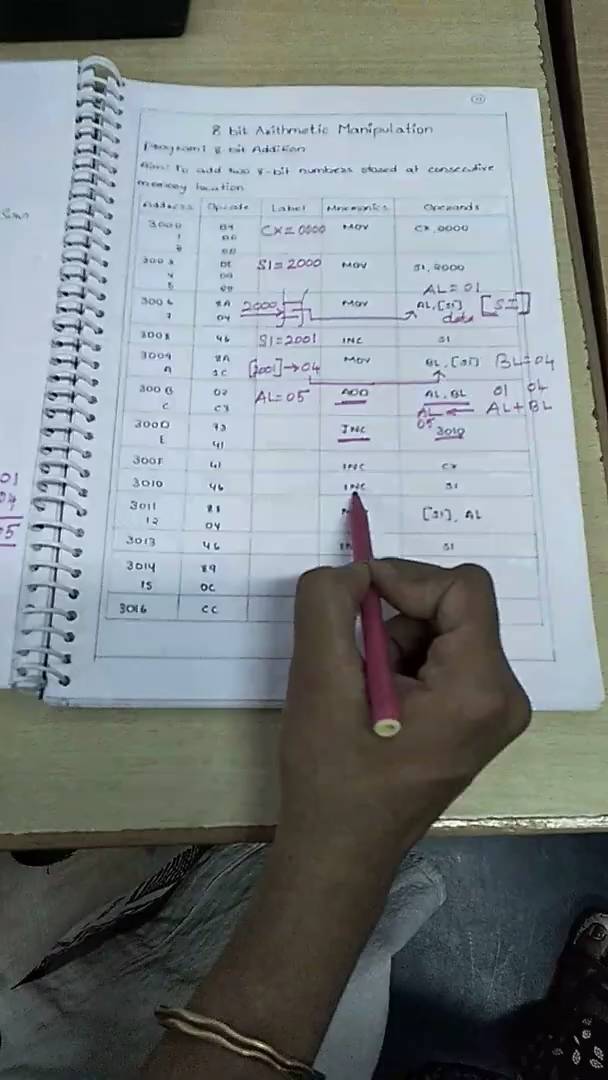 8 bit Arithmetic Manipulation
Program: 8 bit Addition
Aim: To add two 8-bit numbers stored at consecutive
memory location
Address Opcode Label Mnemonics Operands
3000 CX=0000 MOV CX,0000
1 00
2 00
3003 SI=2000 MOV SI,2000
4 00
5
AL=01
3006 8A 2000 MOV AL,[SI] [SI]
7 04 data
3008 46 SI=2001 INC SI
3009 8A [2001]→04 MOV BL,[SI] BL=04
A 1C
300B 02 AL=05 ADD AL,BL 01 04
C C3 AL ← AL+BL
05
300D 73 JNC 3010
E 41
300F 41 INC CX
3010 46 INC SI
3011 88 [SI], AL
12 04
3013 46 SI
3014 89
15 0C
3016 CC
01
04
05